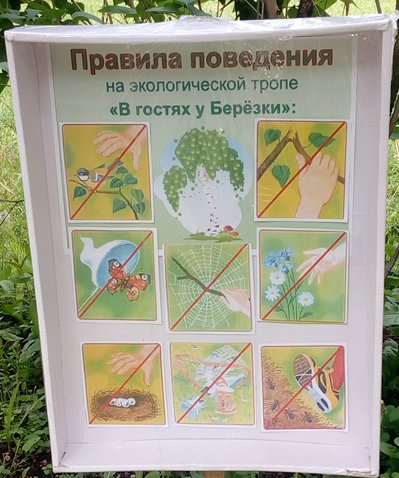 Правила поведения
на экологической тропе
«В гостях у Берёзки»: